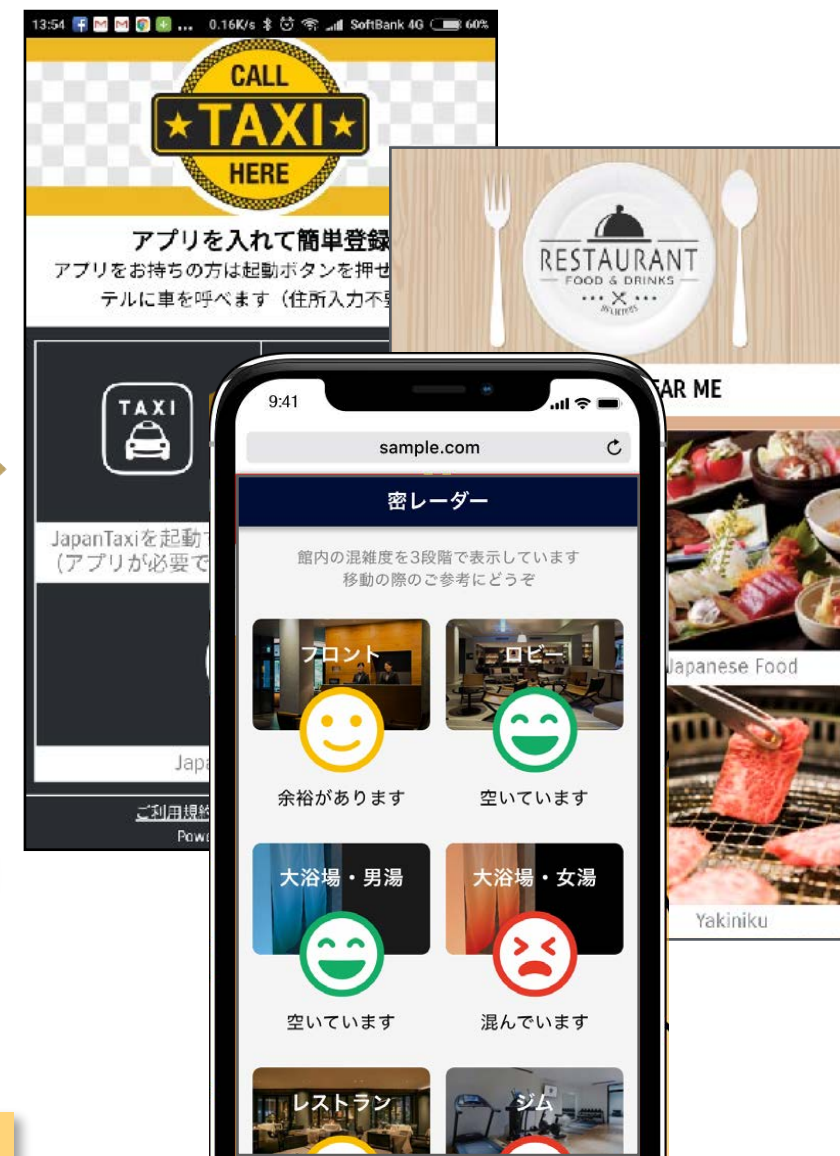 13:54 ... 0.16K/s SoftBank 4G 60%
CALL
TAXI
HERE
アプリを入れて簡単登録
アプリをお持ちの方は起動ボタンを押せ
テルに車を呼べます（住所入力不
TAXI
JapanTaxiを起動
(アプリが必要で
Japa
ご利用規約
Powe
RESTAURANT
FOOD & DRINKS
AR ME
Japanese Food
Yakiniku
9:41
sample.com
密レーダー
館内の混雑度を3段階で表示しています
移動の際のご参考にどうぞ
フロント
ロビー
余裕があります
空いています
大浴場・男湯
大浴場・女湯
空いています
混んでいます
レストラン
ジム